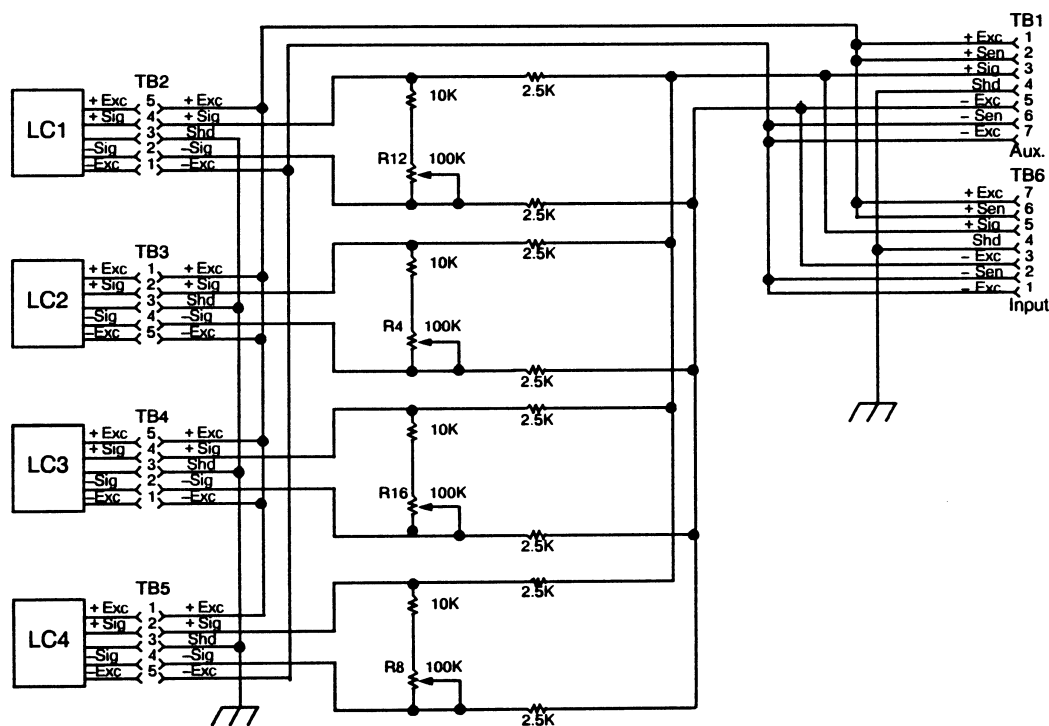 TB1
+ Exc 1
+ Sen 2
+ Sig 3
Shd 4
– Exc 5
– Sen 6
– Exc 7
Aux.
TB6
+ Exc 7
+ Sen 6
+ Sig 5
Shd 4
– Exc 3
– Sen 2
– Exc 1
Input
LC1
TB2
+ Exc 5 + Exc
+ Sig 4 + Sig
3 Shd
–Sig 2 –Sig
–Exc 1 –Exc
10K
R12 100K
2.5K
2.5K
LC2
TB3
+ Exc 1 + Exc
+ Sig 2 + Sig
3 Shd
–Sig 4 –Sig
–Exc 5 –Exc
10K
R4 100K
2.5K
2.5K
LC3
TB4
+ Exc 5 + Exc
+ Sig 4 + Sig
3 Shd
–Sig 2 –Sig
–Exc 1 –Exc
10K
R16 100K
2.5K
2.5K
LC4
TB5
+ Exc 1 + Exc
+ Sig 2 + Sig
3 Shd
–Sig 4 –Sig
–Exc 5 –Exc
10K
R8 100K
2.5K
2.5K